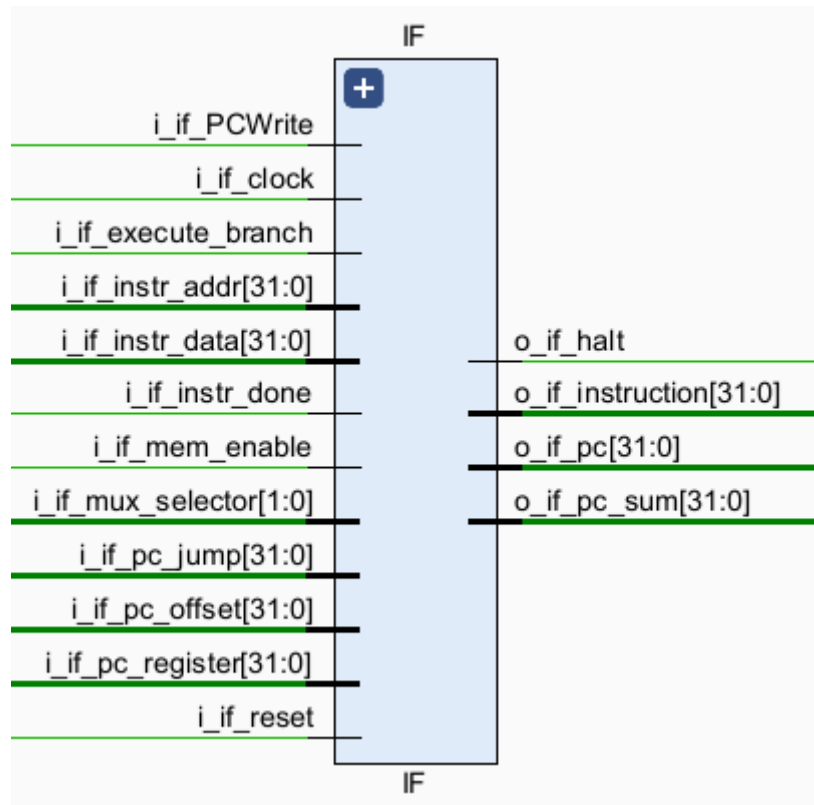 IF
+
i_if_PCWrite
i_if_clock
i_if_execute_branch
i_if_instr_addr[31:0]
i_if_instr_data[31:0]
o_if_halt
i_if_instr_done
o_if_instruction[31:0]
i_if_mem_enable
o_if_pc[31:0]
i_if_mux_selector[1:0]
o_if_pc_sum[31:0]
i_if_pc_jump[31:0]
i_if_pc_offset[31:0]
i_if_pc_register[31:0]
i_if_reset
IF